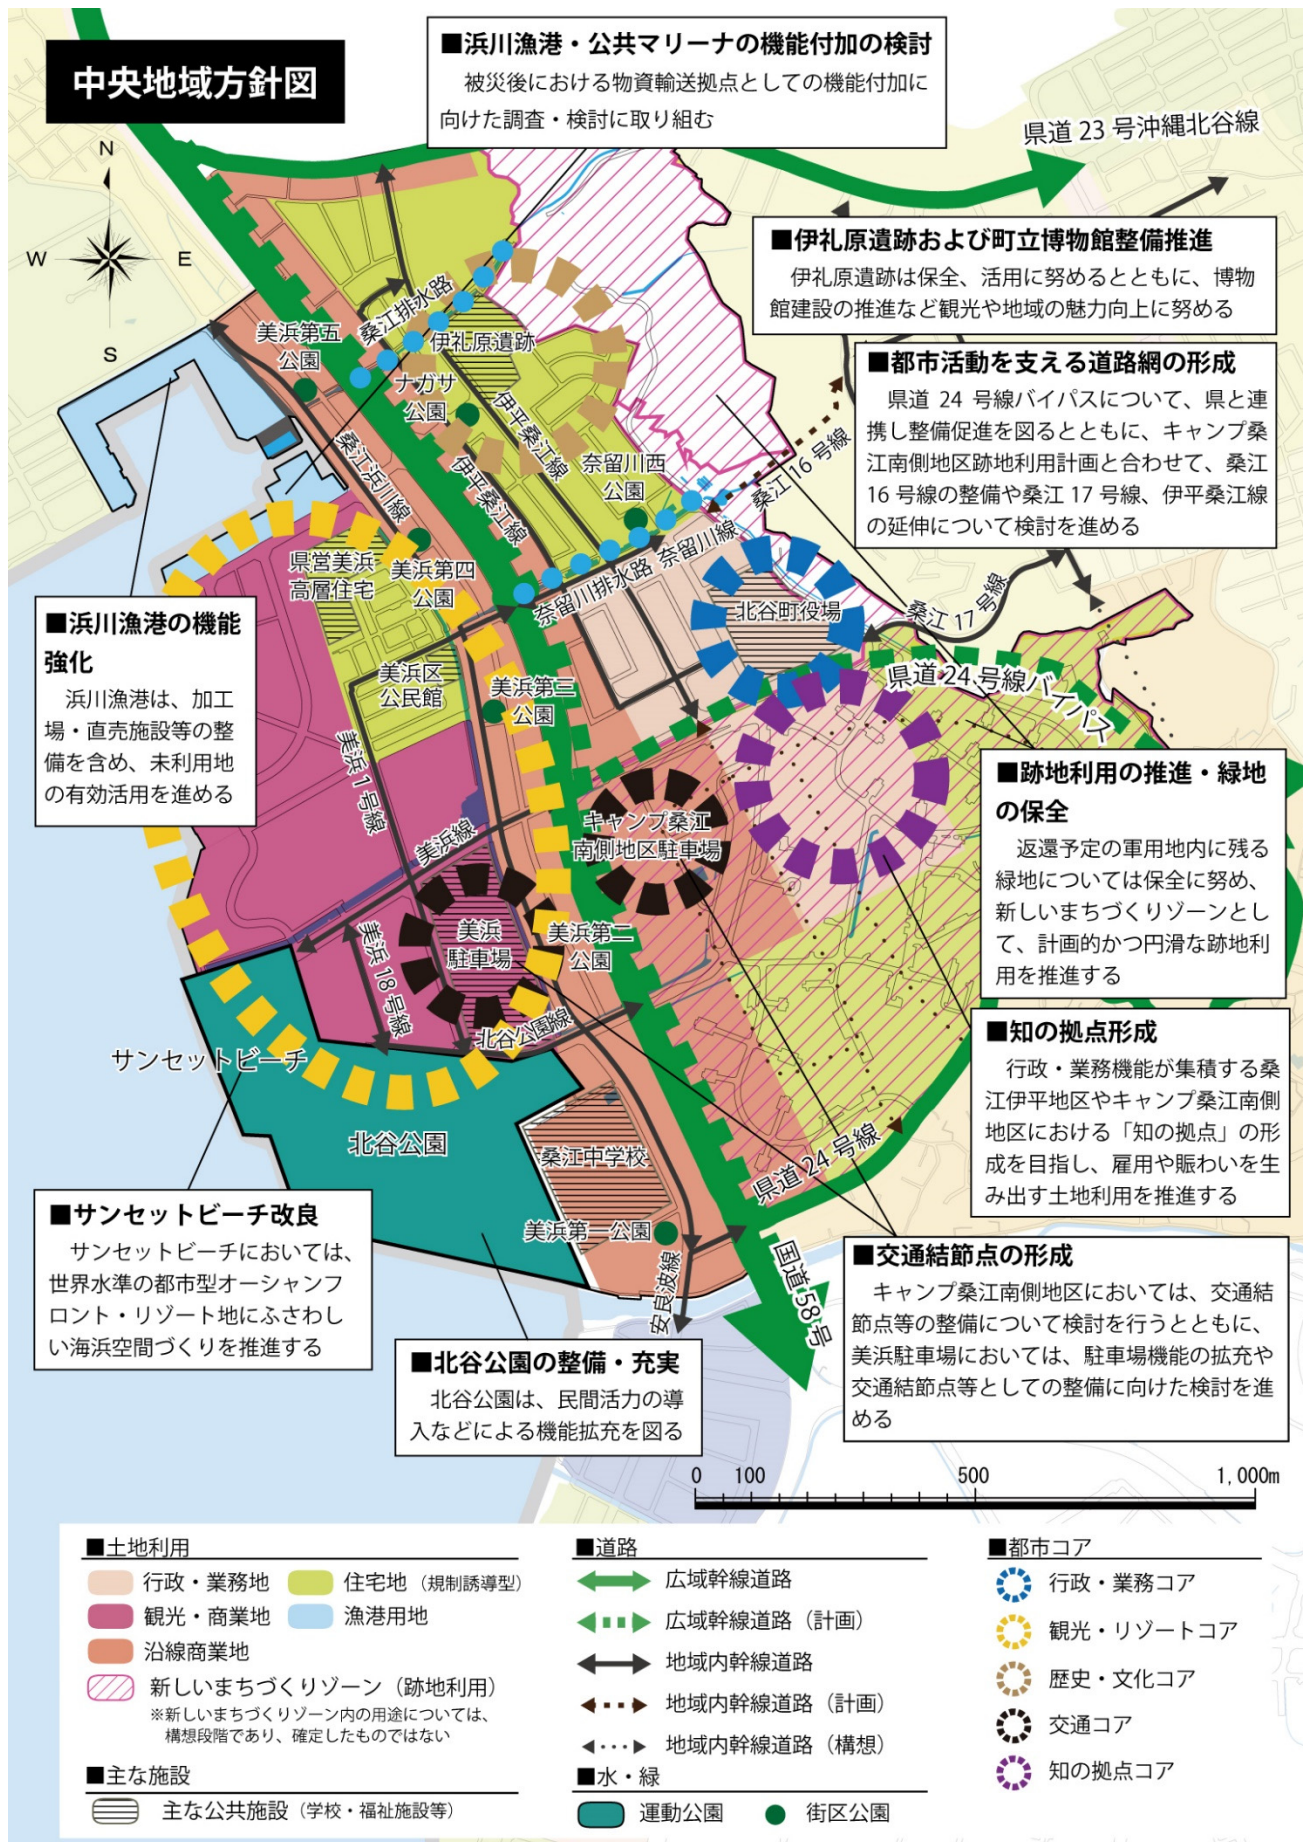 中央地域方針図
■浜川漁港・公共マリーナの機能付加の検討
被災後における物資輸送拠点としての機能付加に
向けた調査・検討に取り組む
県道 23 号沖縄北谷線
N
W
E
S
■伊礼原遺跡および町立博物館整備推進
伊礼原遺跡は保全、活用に努めるとともに、博物
館建設の推進など観光や地域の魅力向上に努める
■都市活動を支える道路網の形成
県道 24 号線バイパスについて、県と連
携し整備促進を図るとともに、キャンプ桑
江南側地区跡地利用計画と合わせて、桑江
16 号線の整備や桑江 17 号線、伊平桑江線
の延伸について検討を進める
桑江排水路
美浜第五
公園
伊礼原遺跡
ナガサ
公園
伊平桑江線
桑江浜川線
伊平桑江線
奈留川西
公園
桑江 16 号線
県営美浜
高層住宅
美浜第四
公園
奈留川排水路
奈留川線
北谷町役場
桑江 17 号線
■浜川漁港の機能
強化
浜川漁港は、加工
場・直売施設等の整
備を含め、未利用地
の有効活用を進める
美浜区
公民館
美浜第三
公園
県道 24 号線バイパス
美浜 1 号線
美浜線
キャンプ桑江
南側地区駐車場
■跡地利用の推進・緑地
の保全
返還予定の軍用地内に残る
緑地については保全に努め、
新しいまちづくりゾーンとし
て、計画的かつ円滑な跡地利
用を推進する
美浜
駐車場
美浜第二
公園
美浜 18 号線
北谷公園線
サンセットビーチ
北谷公園
桑江中学校
県道 24 号線
美浜第一公園
安良波線
国道 58 号
■知の拠点形成
行政・業務機能が集積する桑
江伊平地区やキャンプ桑江南側
地区における「知の拠点」の形
成を目指し、雇用や賑わいを生
み出す土地利用を推進する
■サンセットビーチ改良
サンセットビーチにおいては、
世界水準の都市型オーシャンフ
ロント・リゾート地にふさわし
い海浜空間づくりを推進する
■交通結節点の形成
キャンプ桑江南側地区においては、交通結
節点等の整備について検討を行うとともに、
美浜駐車場においては、駐車場機能の拡充や
交通結節点等としての整備に向けた検討を進
める
■北谷公園の整備・充実
北谷公園は、民間活力の導
入などによる機能拡充を図る
0 100 500 1,000m
■土地利用
行政・業務地
住宅地（規制誘導型）
観光・商業地
漁港用地
沿線商業地
新しいまちづくりゾーン（跡地利用）
※新しいまちづくりゾーン内の用途については、
構想段階であり、確定したものではない
■主な施設
主な公共施設（学校・福祉施設等）
■道路
広域幹線道路
広域幹線道路（計画）
地域内幹線道路
地域内幹線道路（計画）
地域内幹線道路（構想）
■水・緑
運動公園
街区公園
■都市コア
行政・業務コア
観光・リゾートコア
歴史・文化コア
交通コア
知の拠点コア